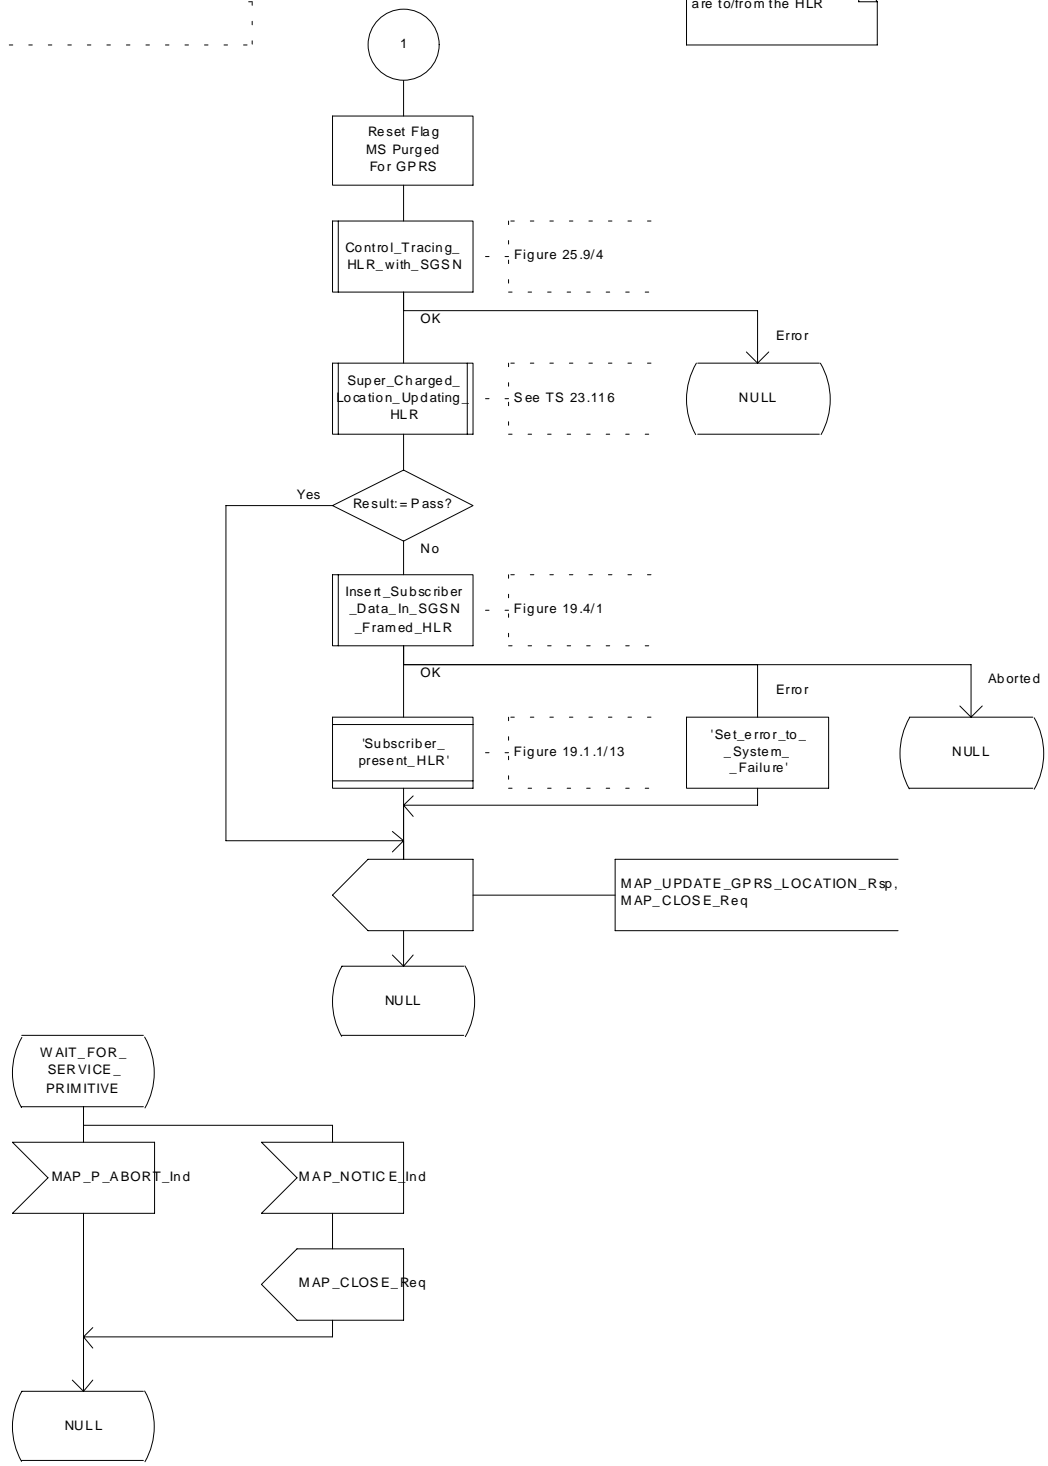 are to/from the HLR
1
Reset Flag
MS Purged
For GPRS
Control_Tracing_
HLR_with_SGSN
Figure 25.9/4
OK
Error
Super_Charged_
Location_Updating_
HLR
See TS 23.116
NULL
Yes
Result:=Pass?
No
Insert_Subscriber
_Data_In_SGSN
_Framed_HLR
Figure 19.4/1
OK
Error
Aborted
'Subscriber_
present_HLR'
Figure 19.1.1/13
'Set_error_to_
_System_
_Failure'
NULL
MAP_UPDATE_GPRS_LOCATION_Rsp,
MAP_CLOSE_Req
NULL
WAIT_FOR_
SERVICE_
PRIMITIVE
MAP_P_ABORT_Ind
MAP_NOTICE_Ind
MAP_CLOSE_Req
NULL